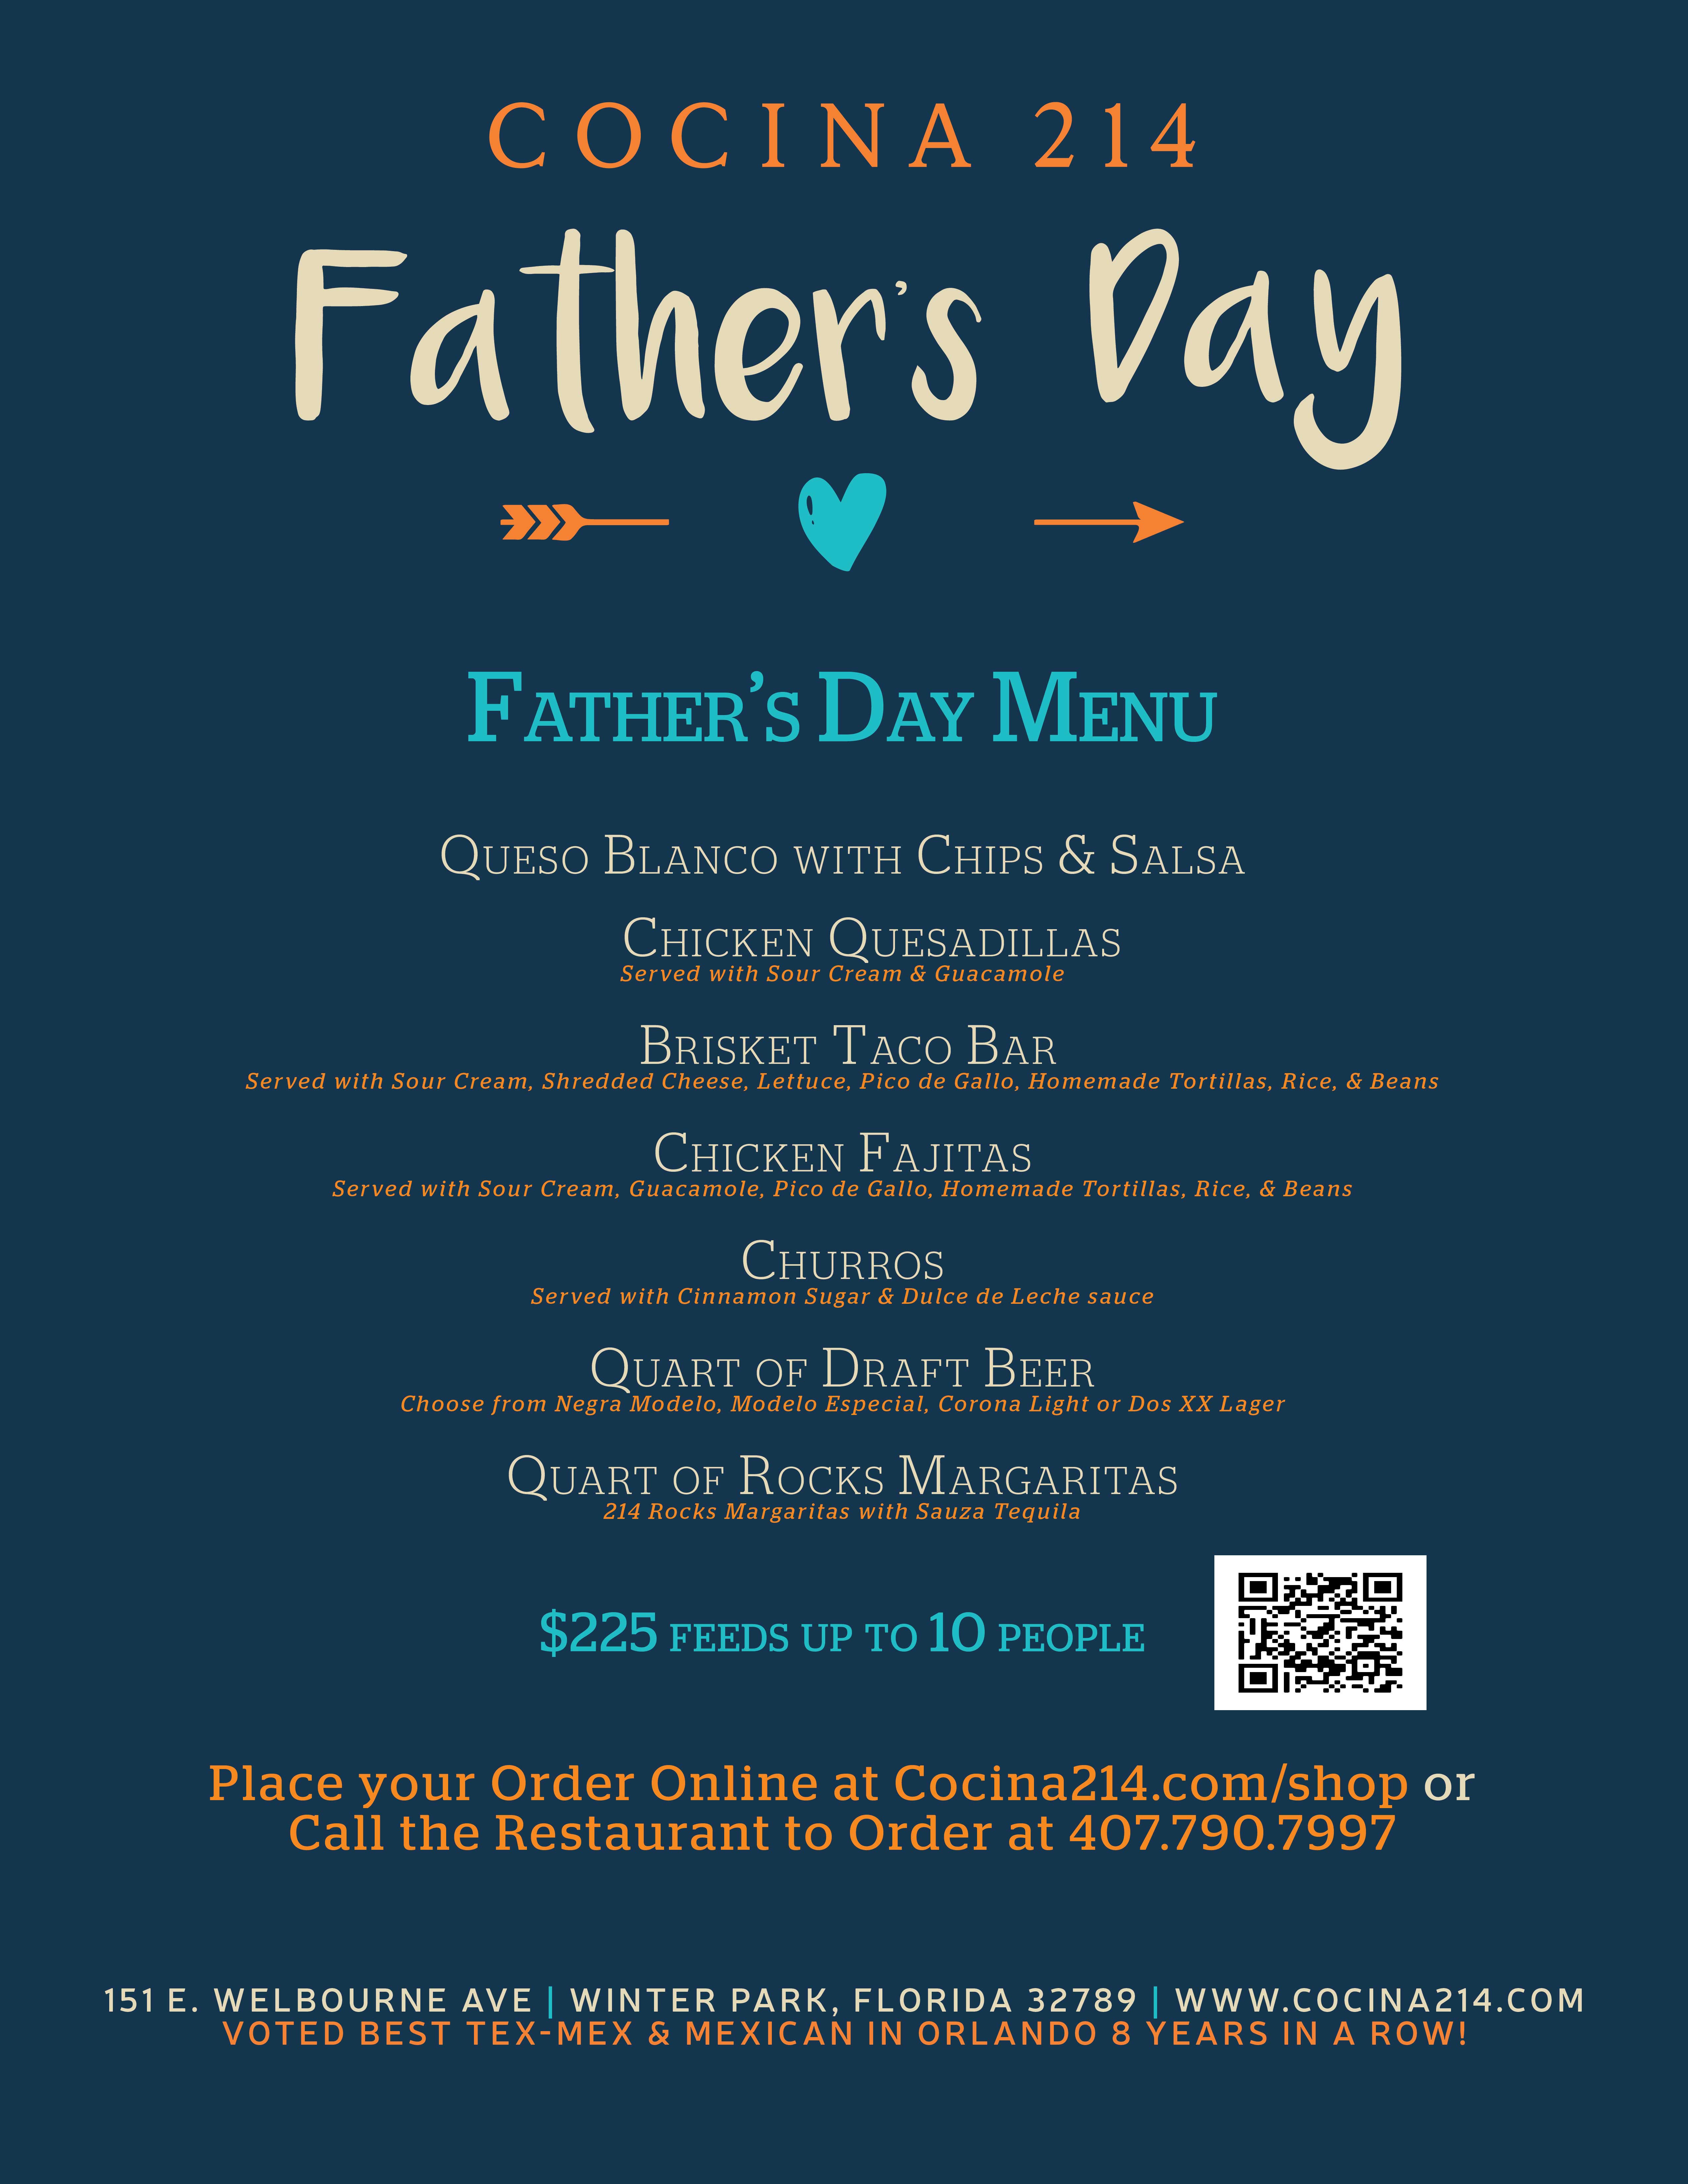 COCINA 214
Father's Day
Father's Day Menu
Queso Blanco with Chips & Salsa
Chicken Quesadillas
Served with Sour Cream & Guacamole
Brisket Taco Bar
Served with Sour Cream, Shredded Cheese, Lettuce, Pico de Gallo, Homemade Tortillas, Rice, & Beans
Chicken Fajitas
Served with Sour Cream, Guacamole, Pico de Gallo, Homemade Tortillas, Rice, & Beans
Churros
Served with Cinnamon Sugar & Dulce de Leche sauce
Quart of Draft Beer
Choose from Negra Modelo, Modelo Especial, Corona Light or Dos XX Lager
Quart of Rocks Margaritas
214 Rocks Margaritas with Sauza Tequila
$225 feeds up to 10 people
Place your Order Online at Cocina214.com/shop or
Call the Restaurant to Order at 407.790.7997
151 E. WELBOURNE AVE | WINTER PARK, FLORIDA 32789 | WWW.COCINA214.COM
VOTED BEST TEX-MEX & MEXICAN IN ORLANDO 8 YEARS IN A ROW!